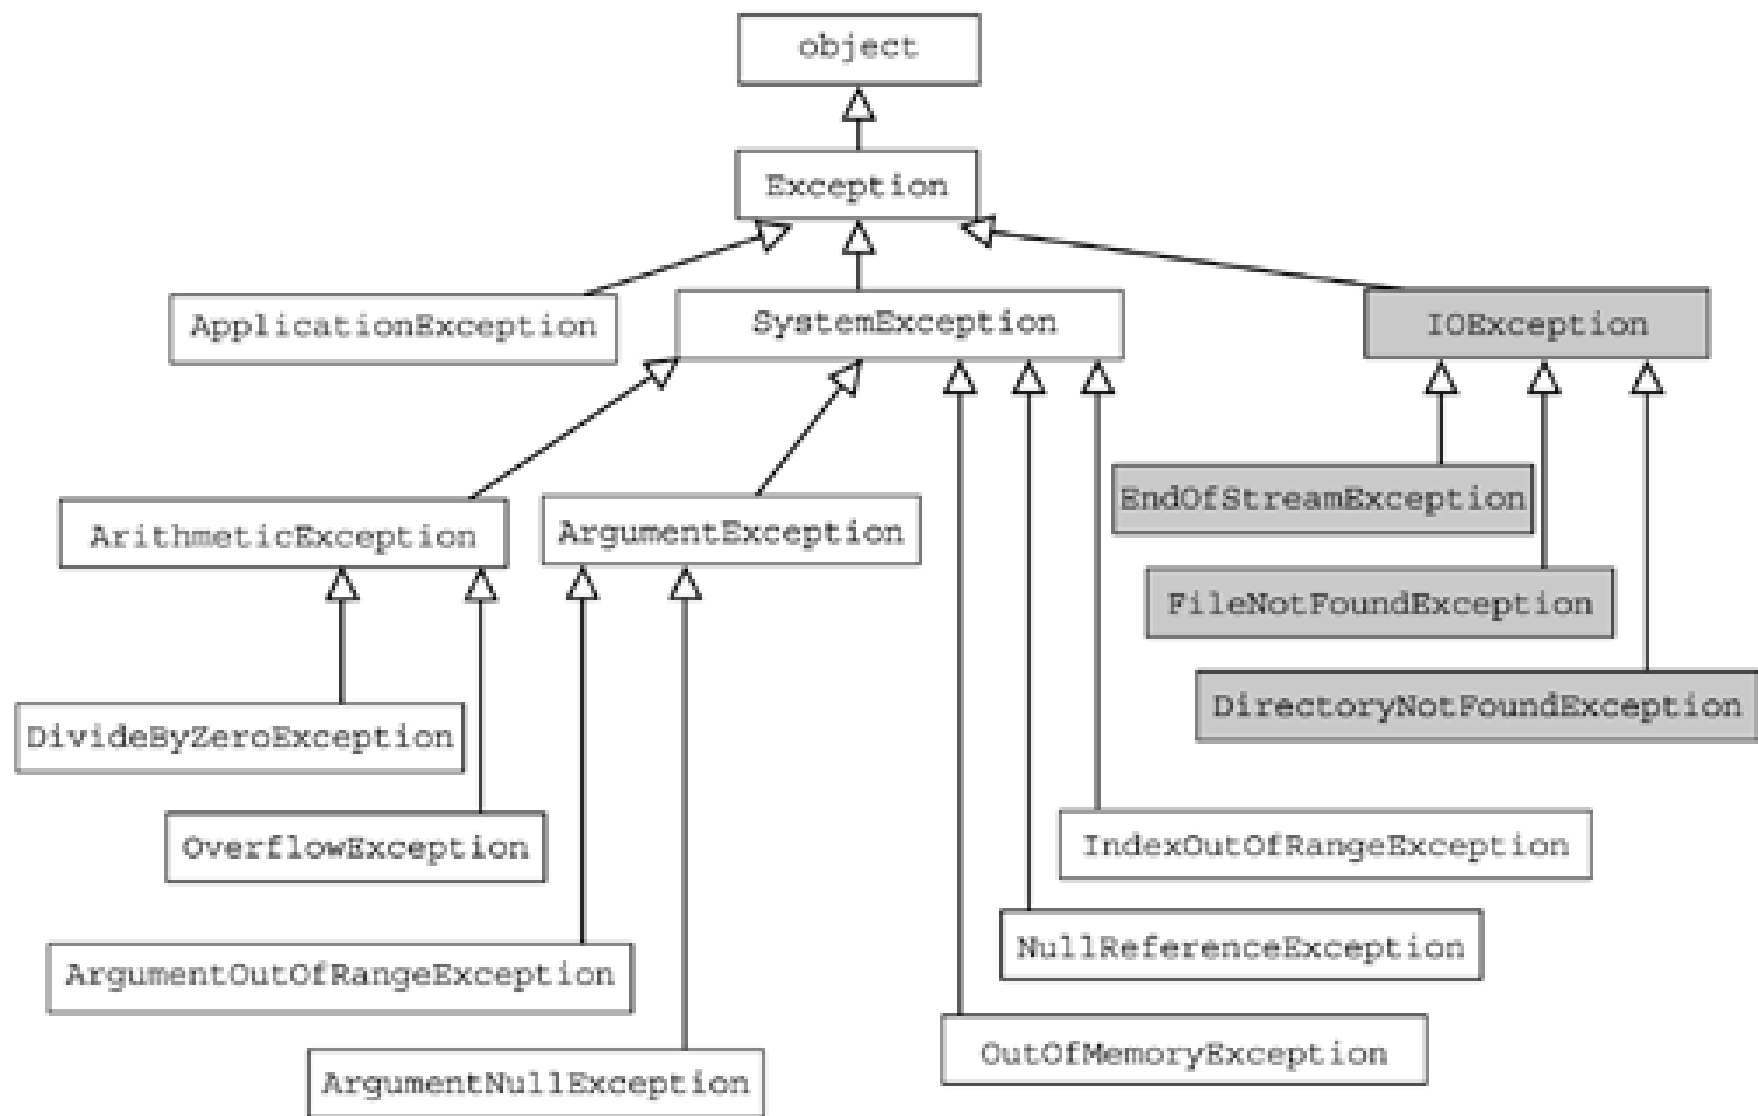 object
Exception
ApplicationException
SystemException
IOException
ArithmeticException
ArgumentException
EndOfStreamException
FileNotFoundException
DirectoryNotFoundException
DivideByZeroException
OverflowException
IndexOutOfRangeException
NullReferenceException
ArgumentOutOfRangeException
OutOfMemoryException
ArgumentNullException